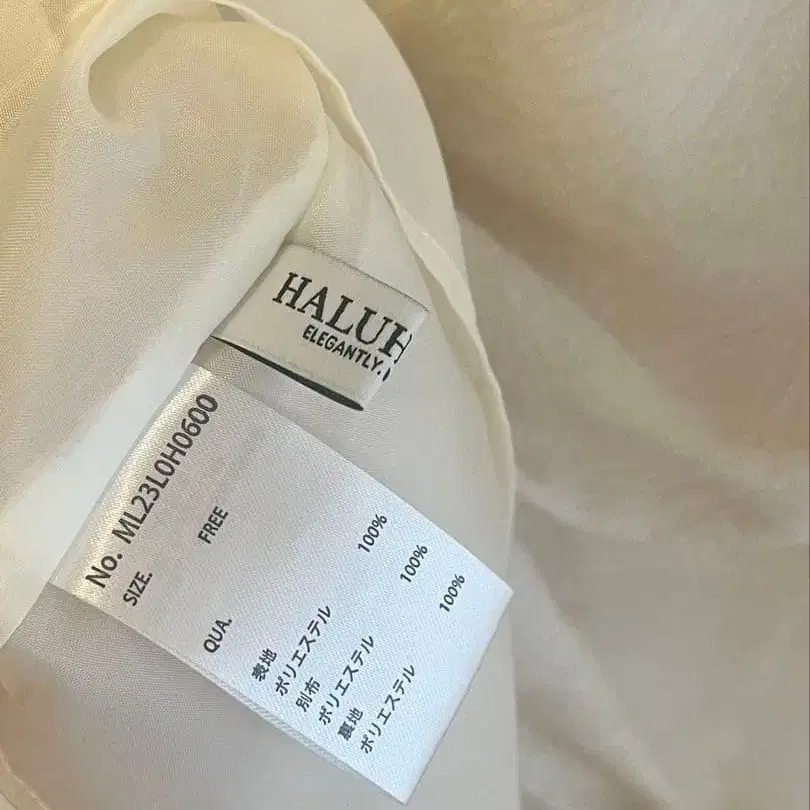 HALUH
ELEGANTLY.
No. ML23L0H0600
SIZE. FREE
QUA.
表地
ポリエステル 100%
別布
ポリエステル 100%
裏地
ポリエステル 100%